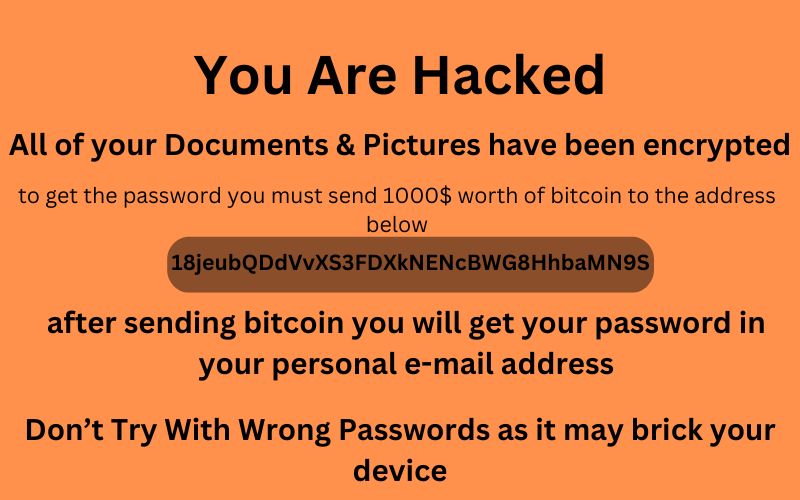 You Are Hacked
All of your Documents & Pictures have been encrypted
to get the password you must send 1000$ worth of bitcoin to the address
below
18jeubQDdVvXS3FDXkNENcBWG8HhbaMN9S
after sending bitcoin you will get your password in
your personal e-mail address
Don’t Try With Wrong Passwords as it may brick your
device